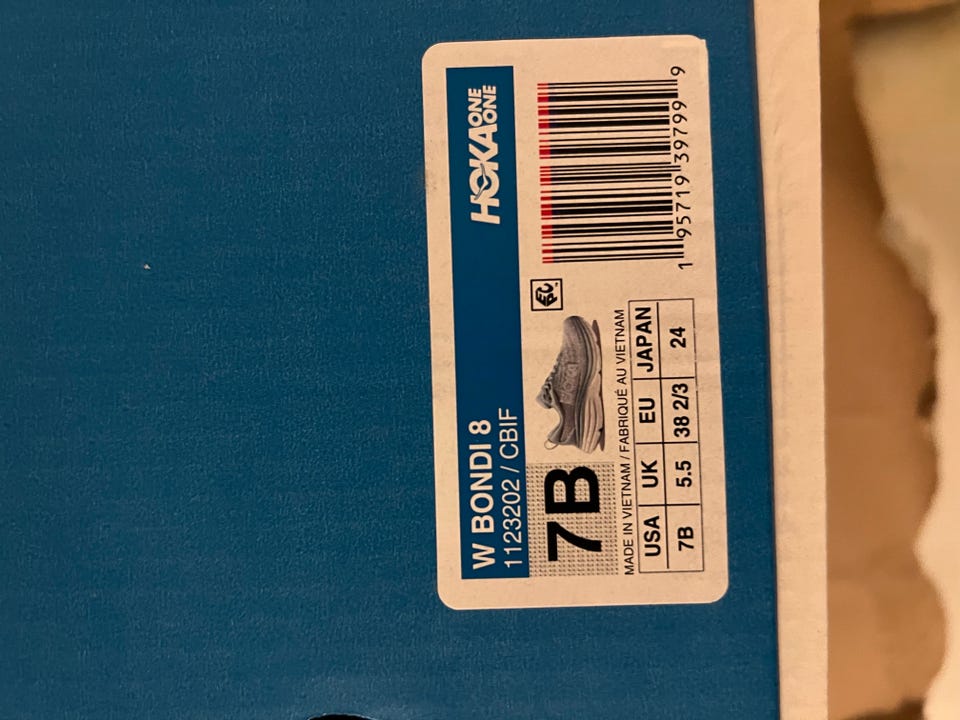 W BONDI 8
1123202 / CBIF
HOKA ONE ONE
7B
MADE IN VIETNAM / FABRIQUÉ AU VIETNAM
USA UK EU JAPAN
7B 5.5 38 2/3 24
1 95719 39799 9